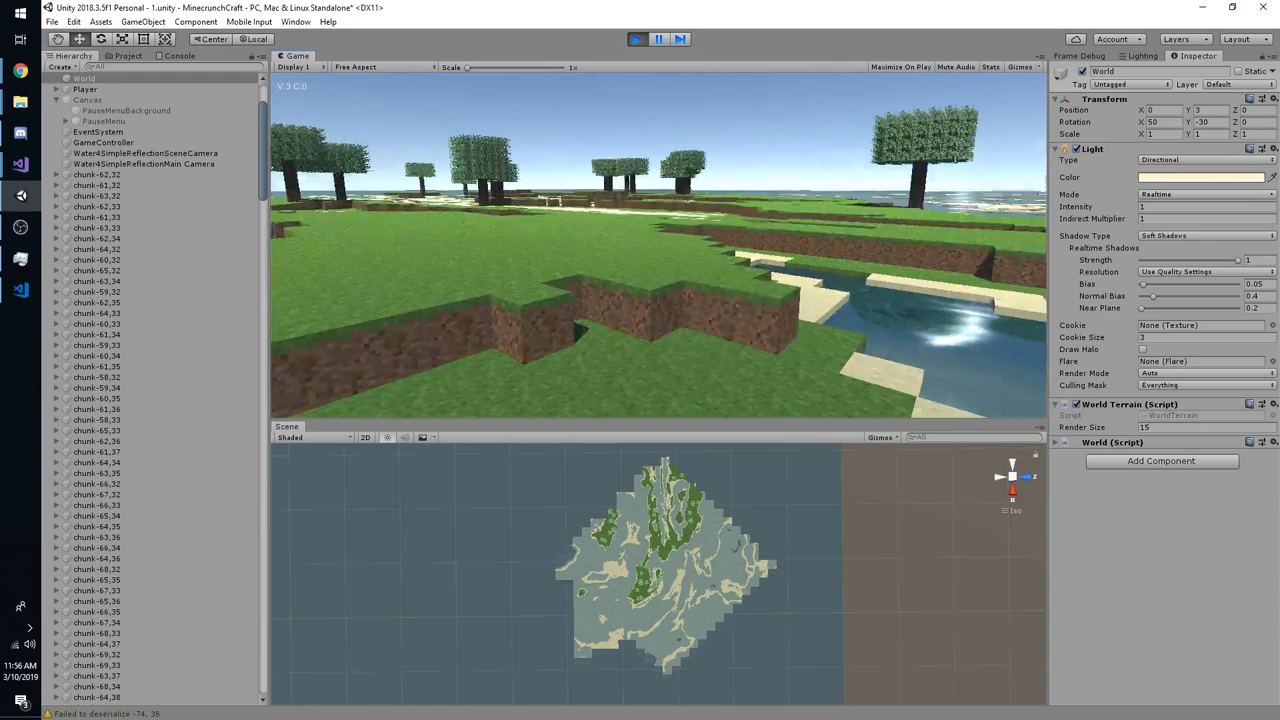 Unity 2018.3.5f1 Personal - 1.unity - MinecrunchCraft - PC, Mac & Linux Standalone* <DX11>
File Edit Assets GameObject Component Mobile Input Window Help
Center Local
Account Layers Layout
Hierarchy Project Console
Create All
World
Player
Canvas
PauseMenuBackground
PauseMenu
EventSystem
GameController
Water4SimpleReflectionSceneCamera
Water4SimpleReflectionMain Camera
chunk-62,32
chunk-61,32
chunk-63,32
chunk-62,33
chunk-61,33
chunk-63,33
chunk-62,34
chunk-64,32
chunk-60,32
chunk-65,32
chunk-63,34
chunk-59,32
chunk-62,35
chunk-64,33
chunk-60,33
chunk-61,34
chunk-59,33
chunk-60,34
chunk-61,35
chunk-58,32
chunk-59,34
chunk-60,35
chunk-61,36
chunk-58,33
chunk-65,33
chunk-62,36
chunk-61,37
chunk-64,34
chunk-63,35
chunk-66,32
chunk-67,32
chunk-66,33
chunk-65,34
chunk-64,35
chunk-63,36
chunk-66,34
chunk-64,36
chunk-68,32
chunk-65,35
chunk-67,33
chunk-65,36
chunk-66,35
chunk-67,34
chunk-68,33
chunk-64,37
chunk-69,32
chunk-69,33
chunk-63,37
chunk-68,34
chunk-64,38
Game
Display 1 Free Aspect Scale 1x Maximize On Play Mute Audio Stats Gizmos
V:3 C:0
Scene
Shaded 2D Gizmos All
z
x
Iso
Frame Debug Lighting Inspector
World Static
Tag Untagged Layer Default
Transform
Position X 0 Y 3 Z 0
Rotation X 50 Y -30 Z 0
Scale X 1 Y 1 Z 1
Light
Type Directional
Color
Mode Realtime
Intensity 1
Indirect Multiplier 1
Shadow Type Soft Shadows
Realtime Shadows
Strength 1
Resolution Use Quality Settings
Bias 0.05
Normal Bias 0.4
Near Plane 0.2
Cookie None (Texture)
Cookie Size 3
Draw Halo
Flare None (Flare)
Render Mode Auto
Culling Mask Everything
World Terrain (Script)
Script WorldTerrain
Render Size 15
World (Script)
Add Component
11:56 AM
3/10/2019
3
Failed to deserialize -74, 36